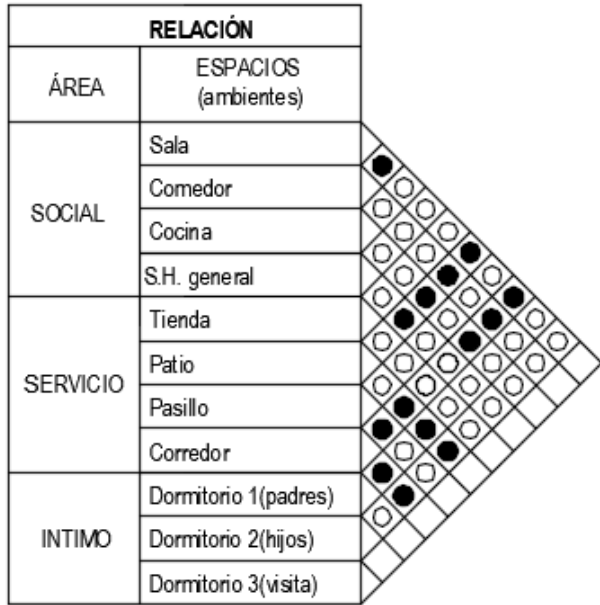 RELACIÓN
ÁREA
ESPACIOS
(ambientes)
SOCIAL
Sala
Comedor
Cocina
S.H. general
SERVICIO
Tienda
Patio
Pasillo
Corredor
INTIMO
Dormitorio 1(padres)
Dormitorio 2(hijos)
Dormitorio 3(visita)